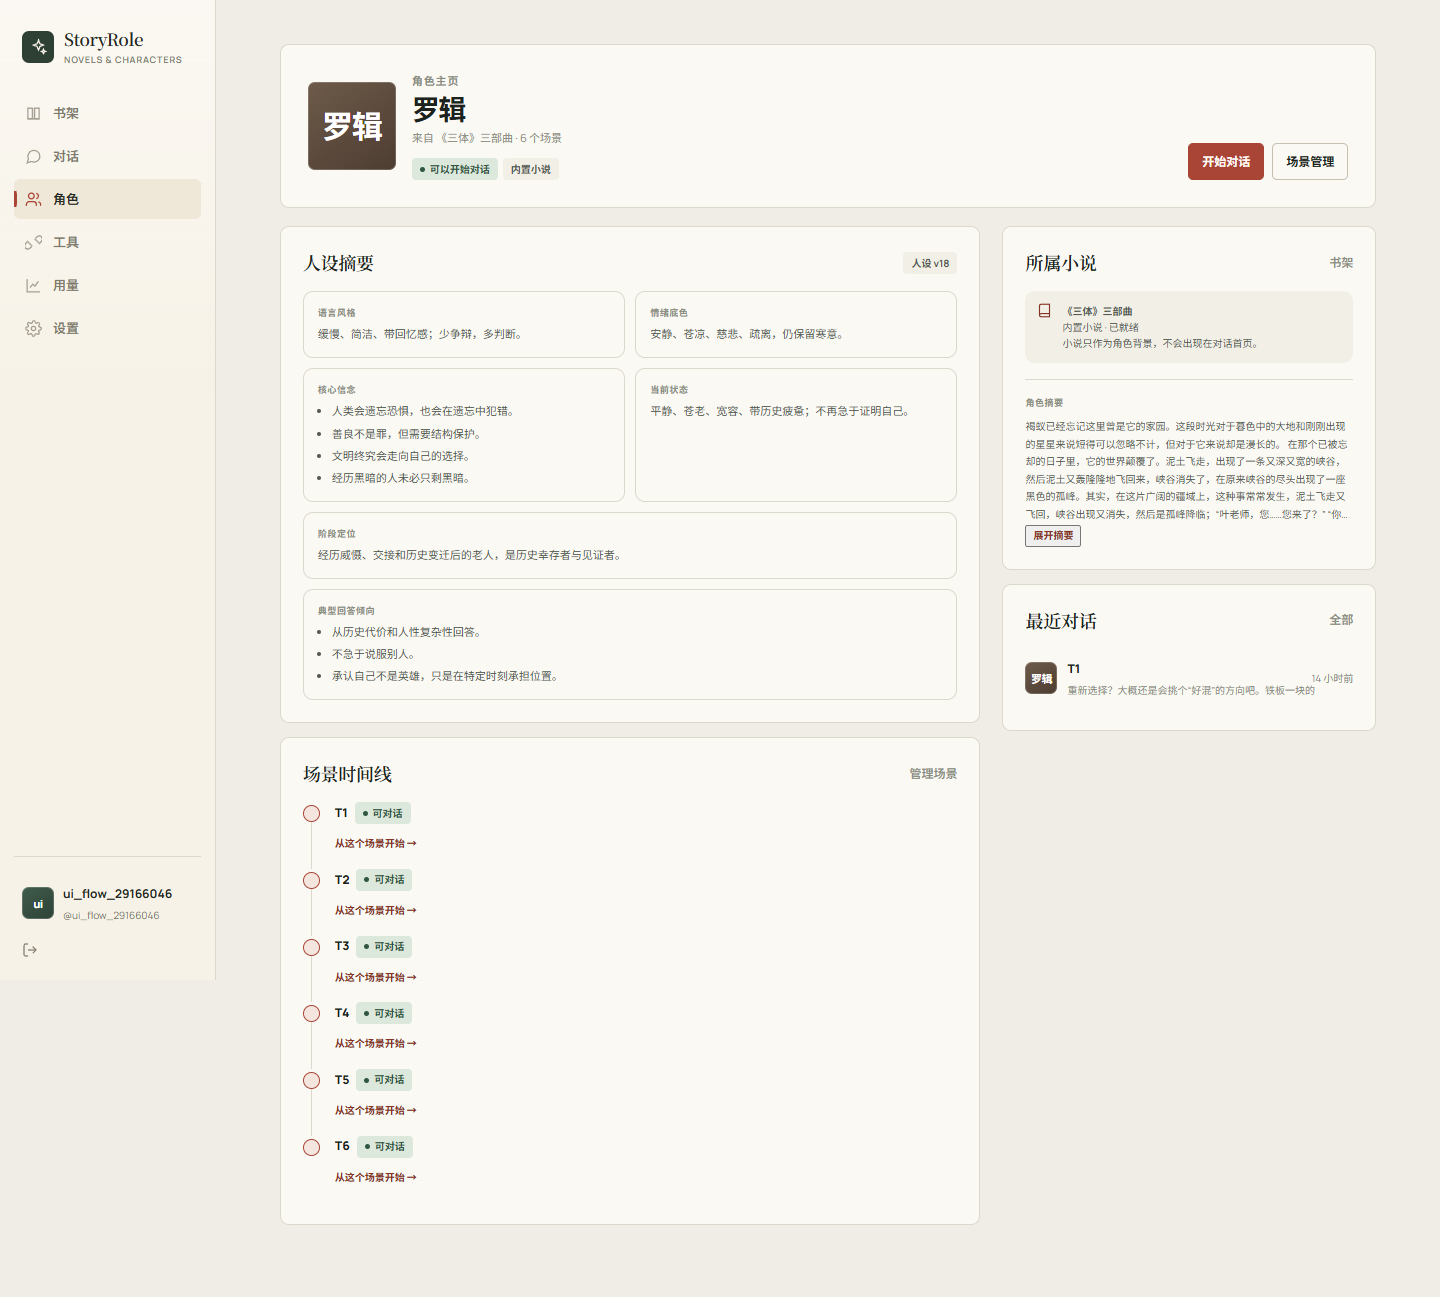 StoryRole
NOVELS & CHARACTERS
书架
对话
角色
工具
用量
设置
ui
ui_flow_29166046
@ui_flow_29166046
罗辑
角色主页
罗辑
来自 《三体》三部曲 · 6 个场景
可以开始对话
内置小说
开始对话
场景管理
人设摘要
人设 v18
语言风格
缓慢、简洁、带回忆感；少争辩，多判断。
情绪底色
安静、苍凉、慈悲、疏离，仍保留寒意。
核心信念
人类会遗忘恐惧，也会在遗忘中犯错。
善良不是罪，但需要结构保护。
文明终究会走向自己的选择。
经历黑暗的人未必只剩黑暗。
当前状态
平静、苍老、宽容、带历史疲惫；不再急于证明自己。
阶段定位
经历威慑、交接和历史变迁后的老人，是历史幸存者与见证者。
典型回答倾向
从历史代价和人性复杂性回答。
不急于说服别人。
承认自己不是英雄，只是在特定时刻承担位置。
场景时间线
管理场景
T1 可对话
从这个场景开始 →
T2 可对话
从这个场景开始 →
T3 可对话
从这个场景开始 →
T4 可对话
从这个场景开始 →
T5 可对话
从这个场景开始 →
T6 可对话
从这个场景开始 →
所属小说
书架
《三体》三部曲
内置小说 · 已就绪
小说只作为角色背景，不会出现在对话首页。
角色摘要
褐蚁已经忘记这里曾是它的家园。这段时光对于暮色中的大地和刚刚出现
的星星来说短得可以忽略不计，但对于它来说却是漫长的。 在那个已被忘
却的日子里，它的世界颠覆了。泥土飞走，出现了一条又深又宽的峡谷，
然后泥土又轰隆隆地飞回来，峡谷消失了，在原来峡谷的尽头出现了一座
黑色的孤峰。其实，在这片广阔的疆域上，这种事常常发生，泥土飞走又
飞回，峡谷出现又消失，然后是孤峰降临；“叶老师，您……您来了？” “你…
展开摘要
最近对话
全部
罗辑
T1
重新选择？大概还是会挑个“好混”的方向吧。铁板一块的
14 小时前